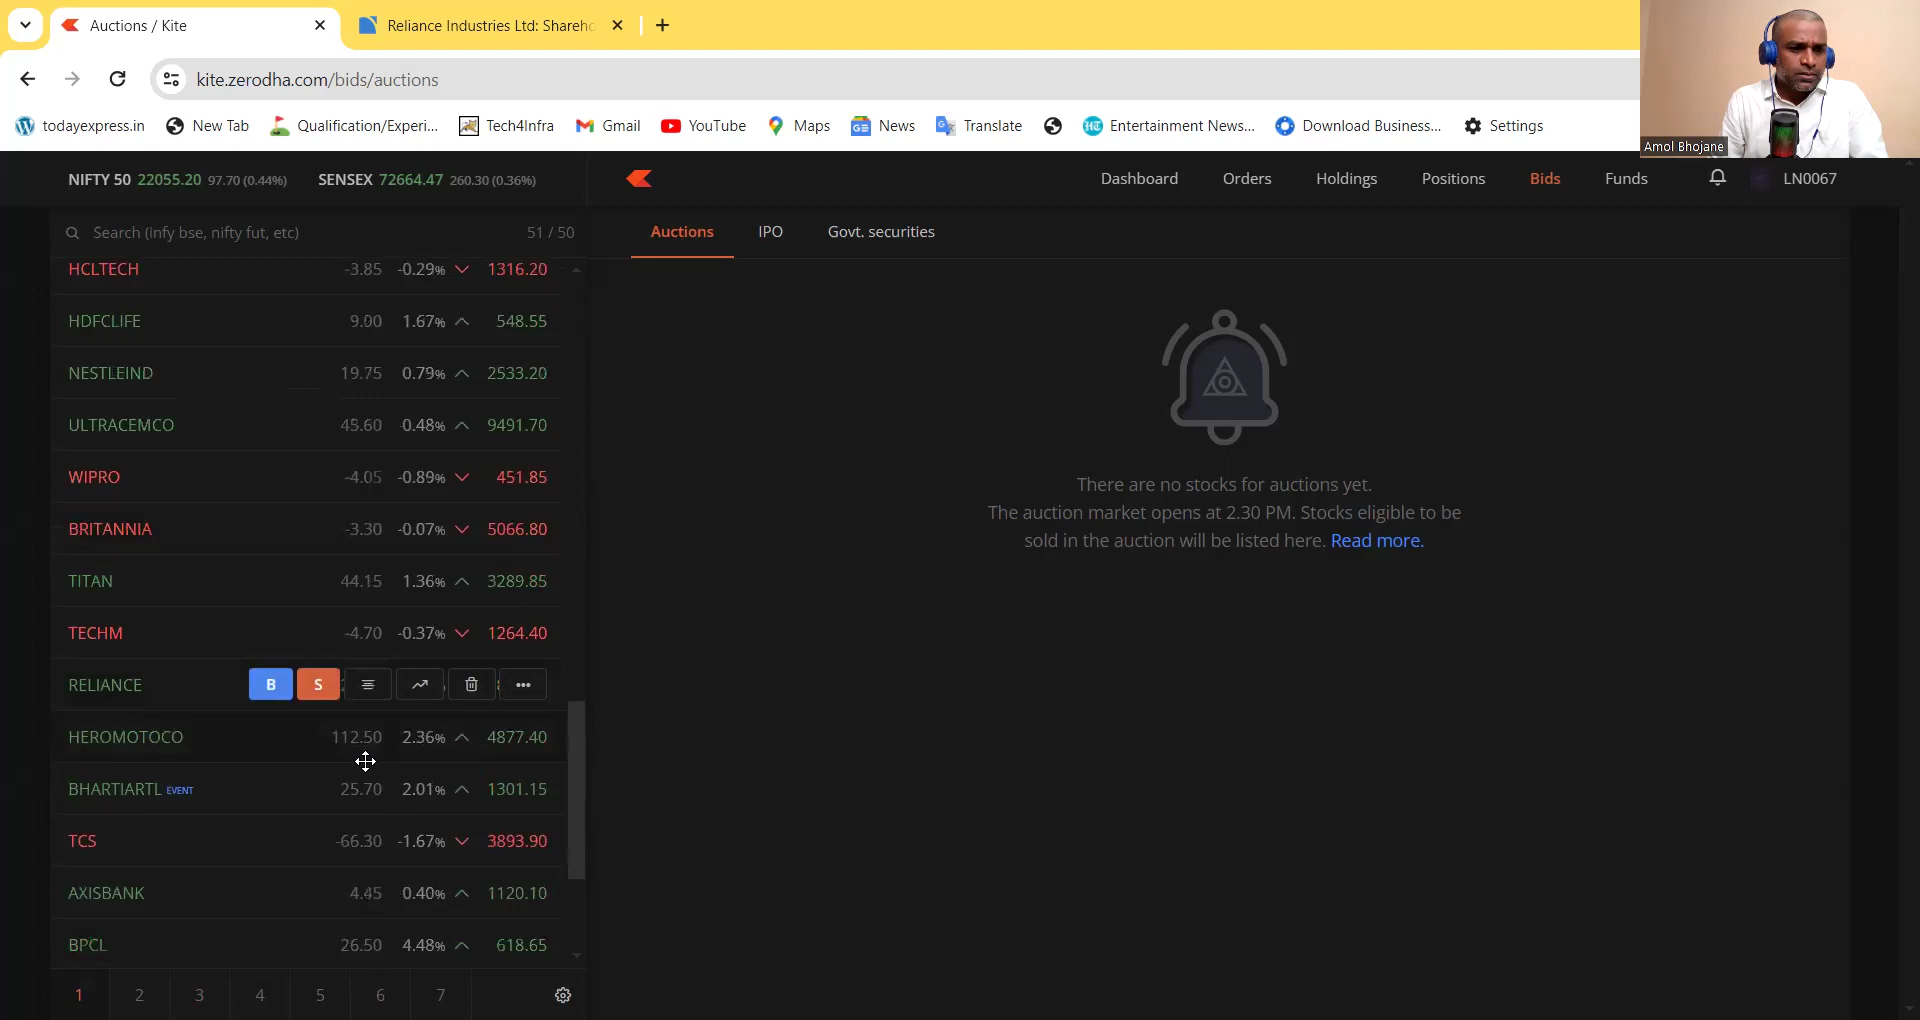 Auctions / Kite
Reliance Industries Ltd: Shareho
kite.zerodha.com/bids/auctions
todayexpress.in New Tab Qualification/Experi... Tech4Infra Gmail YouTube Maps News Translate Entertainment News... Download Business... Settings
Amol Bhojane
NIFTY 50 22055.20 97.70 (0.44%) SENSEX 72664.47 260.30 (0.36%)
Dashboard Orders Holdings Positions Bids Funds LN0067
Search (infy bse, nifty fut, etc) 51 / 50
Auctions IPO Govt. securities
HCLTECH -3.85 -0.29% 1316.20
HDFCLIFE 9.00 1.67% 548.55
NESTLEIND 19.75 0.79% 2533.20
ULTRACEMCO 45.60 0.48% 9491.70
WIPRO -4.05 -0.89% 451.85
BRITANNIA -3.30 -0.07% 5066.80
TITAN 44.15 1.36% 3289.85
TECHM -4.70 -0.37% 1264.40
RELIANCE B S
HEROMOTOCO 112.50 2.36% 4877.40
BHARTIARTL EVENT 25.70 2.01% 1301.15
TCS -66.30 -1.67% 3893.90
AXISBANK 4.45 0.40% 1120.10
BPCL 26.50 4.48% 618.65
1 2 3 4 5 6 7
There are no stocks for auctions yet.
The auction market opens at 2.30 PM. Stocks eligible to be
sold in the auction will be listed here. Read more.